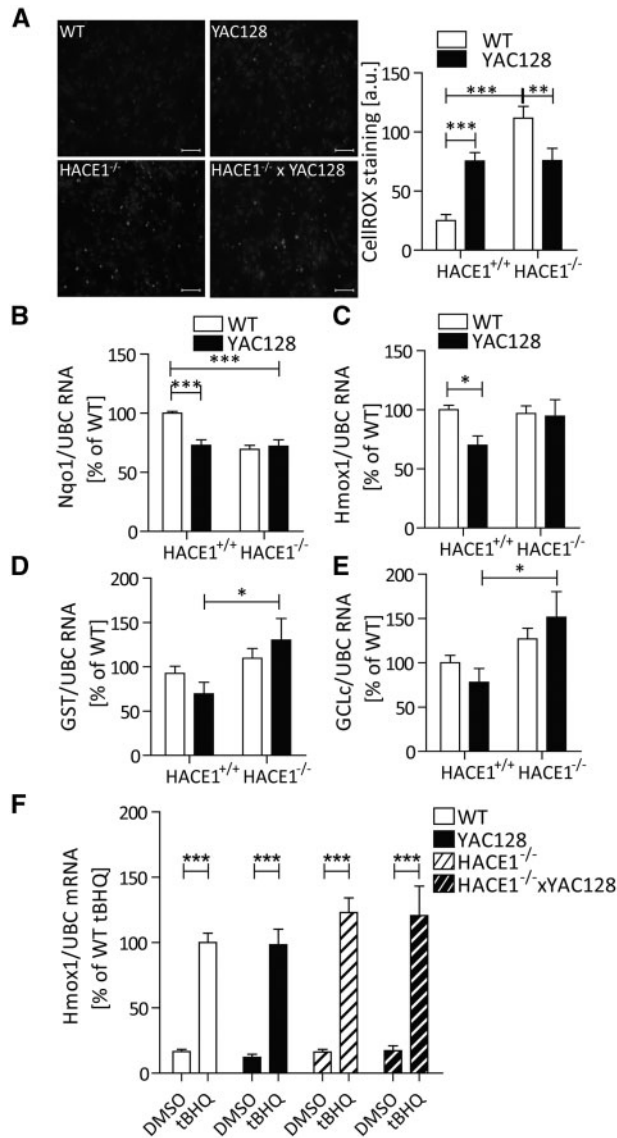 A
WT
YAC128
HACE1-/-
HACE1-/- x YAC128
WT
YAC128
CellROX staining [a.u.]
150
100
50
0
***
**
***
HACE1+/+
HACE1-/-
B
WT
YAC128
Nqo1/UBC RNA
[% of WT]
150
100
50
0
***
***
HACE1+/+
HACE1-/-
C
WT
YAC128
Hmox1/UBC RNA
[% of WT]
150
100
50
0
*
HACE1+/+
HACE1-/-
D
GST/UBC RNA
[% of WT]
200
150
100
50
0
*
HACE1+/+
HACE1-/-
E
GCLc/UBC RNA
[% of WT]
200
150
100
50
0
*
HACE1+/+
HACE1-/-
F
WT
YAC128
HACE1-/-
HACE1-/-xYAC128
Hmox1/UBC mRNA
[% of WT tBHQ]
200
150
100
50
0
***
***
***
***
DMSO
tBHQ
DMSO
tBHQ
DMSO
tBHQ
DMSO
tBHQ